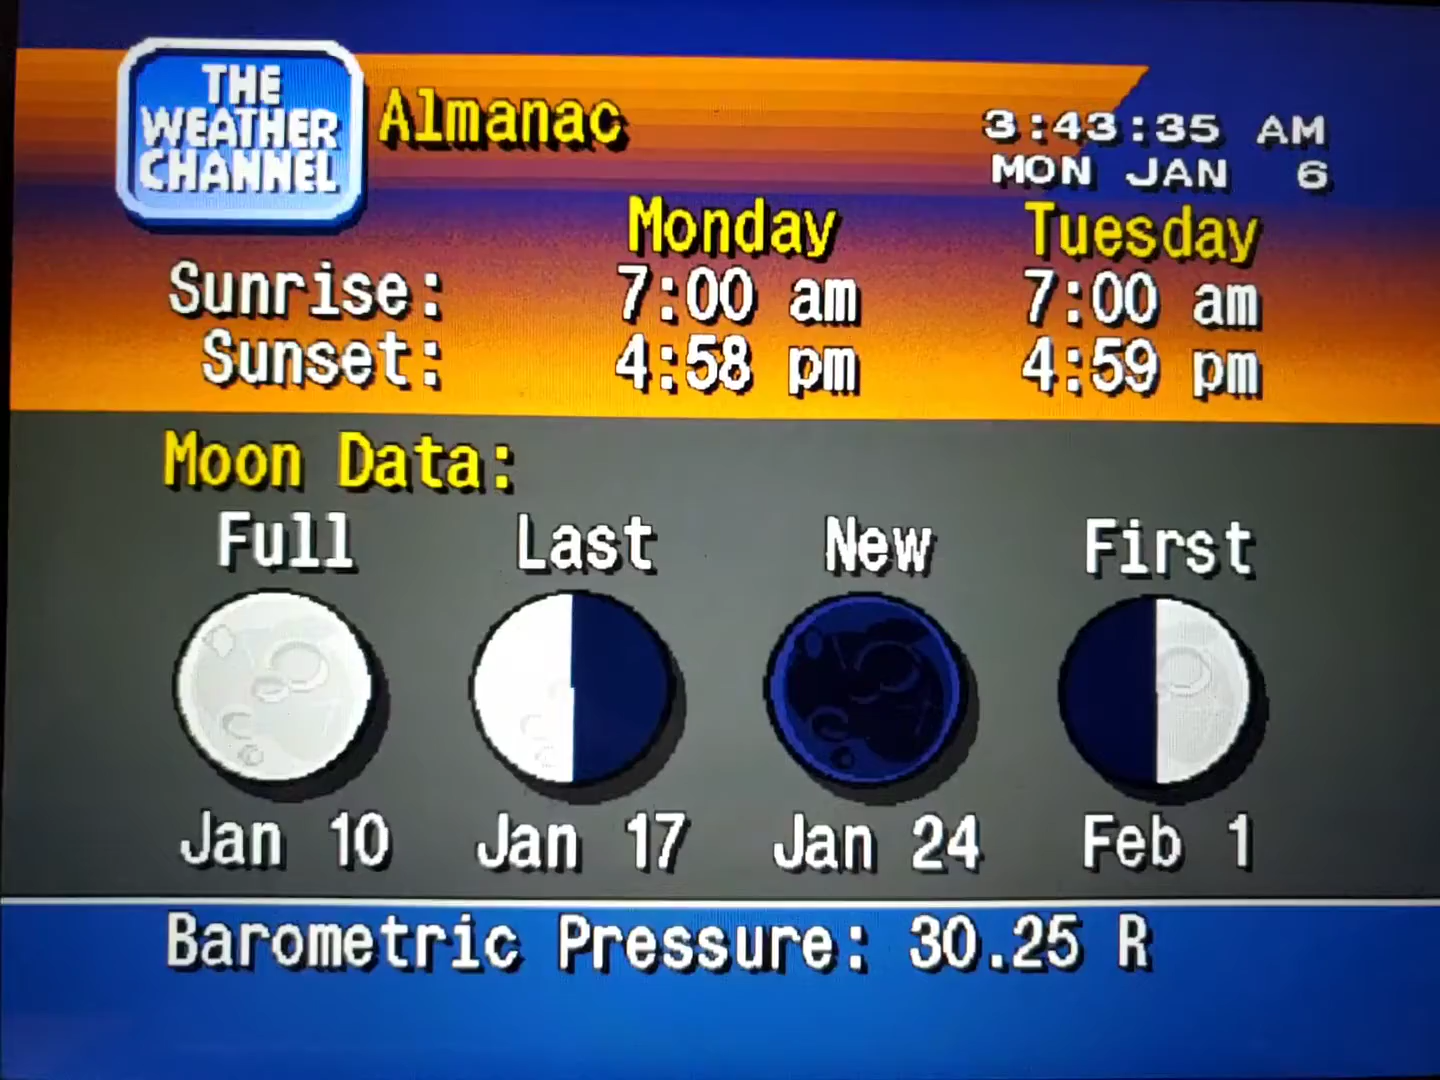 THE
WEATHER
CHANNEL
Almanac
3:43:35 AM
MON JAN 6
Monday Tuesday
Sunrise: 7:00 am 7:00 am
Sunset: 4:58 pm 4:59 pm
Moon Data:
Full Last New First
Jan 10 Jan 17 Jan 24 Feb 1
Barometric Pressure: 30.25 R